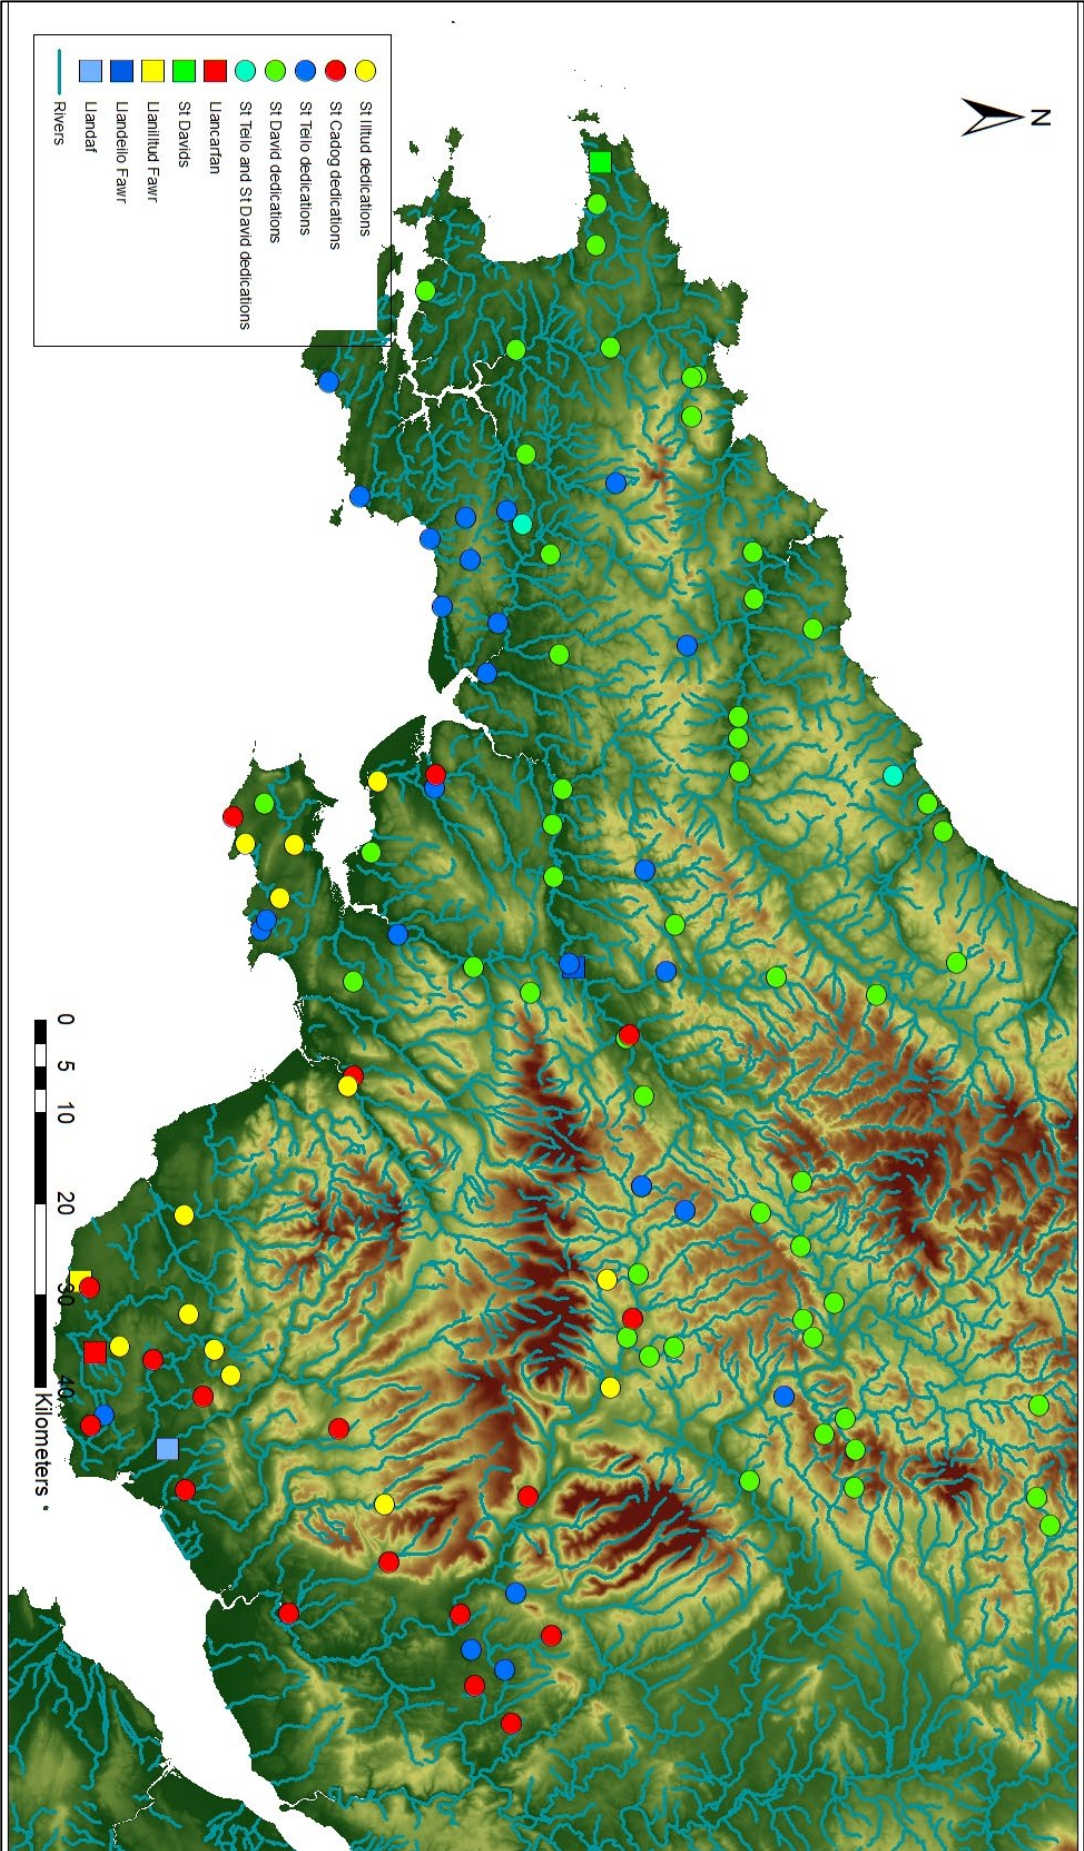 N
St Illtud dedications
St Cadog dedications
St Teilo dedications
St David dedications
St Teilo and St David dedications
Llancarfan
St Davids
Llanilltud Fawr
Llandeilo Fawr
Llandaf
Rivers
0 5 10 20 30 40
Kilometers